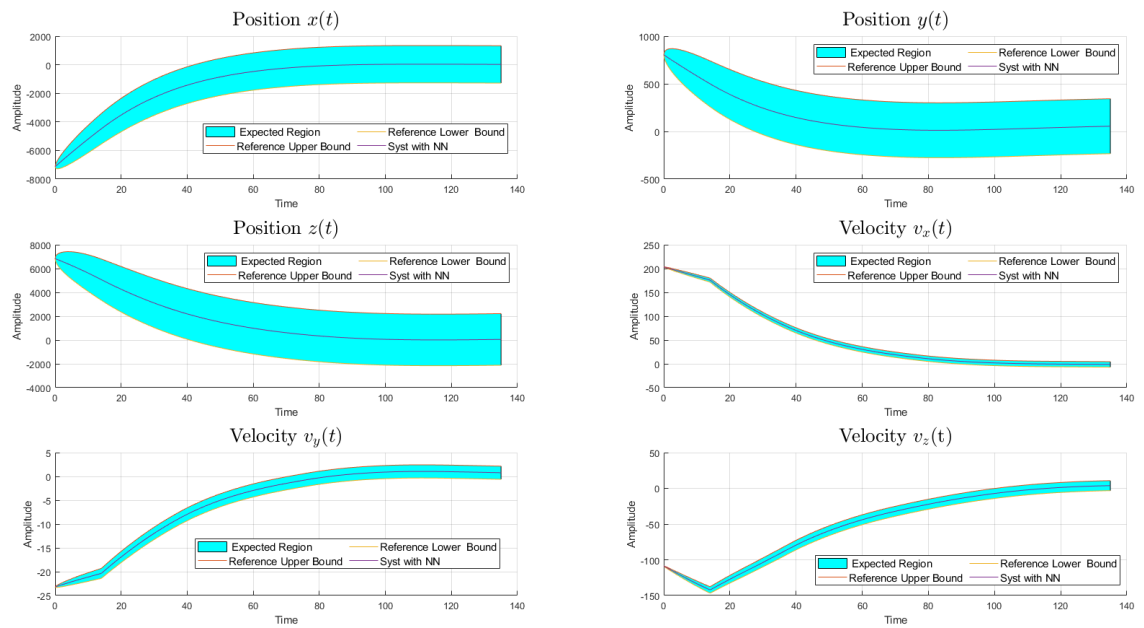 Position x(t)
Amplitude
2000
0
-2000
-4000
-6000
-8000
Expected Region
Reference Lower Bound
Reference Upper Bound
Syst with NN
0 20 40 60 80 100 120 140
Time
Position y(t)
Amplitude
1000
500
0
-500
Expected Region
Reference Lower Bound
Reference Upper Bound
Syst with NN
0 20 40 60 80 100 120 140
Time
Position z(t)
Amplitude
8000
6000
4000
2000
0
-2000
-4000
Expected Region
Reference Lower Bound
Reference Upper Bound
Syst with NN
0 20 40 60 80 100 120 140
Time
Velocity vₓ(t)
Amplitude
250
200
150
100
50
0
-50
Expected Region
Reference Lower Bound
Reference Upper Bound
Syst with NN
0 20 40 60 80 100 120 140
Time
Velocity v_y(t)
Amplitude
5
0
-5
-10
-15
-20
-25
Expected Region
Reference Lower Bound
Reference Upper Bound
Syst with NN
0 20 40 60 80 100 120 140
Time
Velocity v_z(t)
Amplitude
50
0
-50
-100
-150
Expected Region
Reference Lower Bound
Reference Upper Bound
Syst with NN
0 20 40 60 80 100 120 140
Time